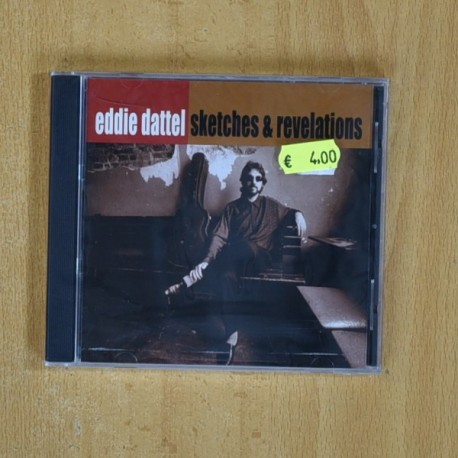 eddie dattel sketches & revelations
€ 4,00